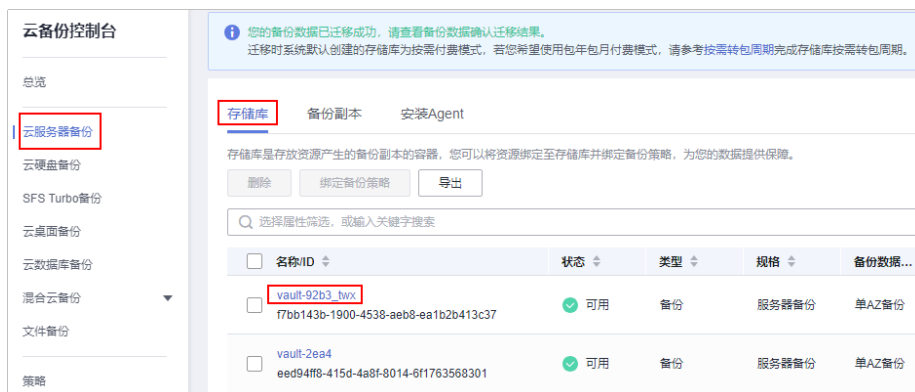 云备份控制台
总览
云服务器备份
云硬盘备份
SFS Turbo备份
云桌面备份
云数据库备份
混合云备份
文件备份
策略
您的备份数据已迁移成功，请查看备份数据确认迁移结果。
迁移时系统默认创建的存储库为按需付费模式，若您希望使用包年包月付费模式，请参考按需转包周期完成存储库按需转包周期。
存储库 备份副本 安装Agent
存储库是存放资源产生的备份副本的容器，您可以将资源绑定至存储库并绑定备份策略，为您的数据提供保障。
删除 绑定备份策略 导出
选择属性筛选，或输入关键字搜索
名称/ID 状态 类型 规格 备份数据...
vault-92b3_twx
f7bb143b-1900-4538-aeb8-ea1b2b413c37
可用 备份 服务器备份 单AZ备份
vault-2ea4
eed94ff8-415d-4a8f-8014-6f1763568301
可用 备份 服务器备份 单AZ备份